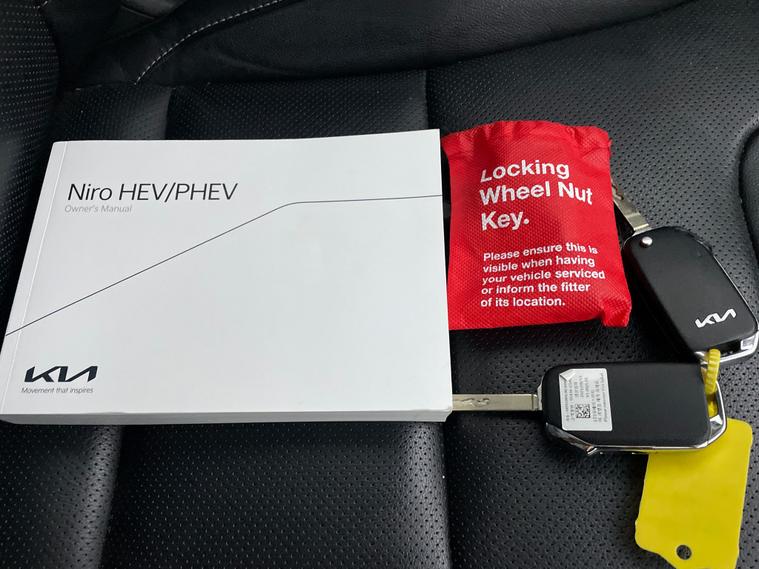 Niro HEV/PHEV
Owner's Manual
KIA
Movement that inspires
Locking
Wheel Nut
Key.
Please ensure this is
visible when having
your vehicle serviced
or inform the fitter
of its location.
KIA